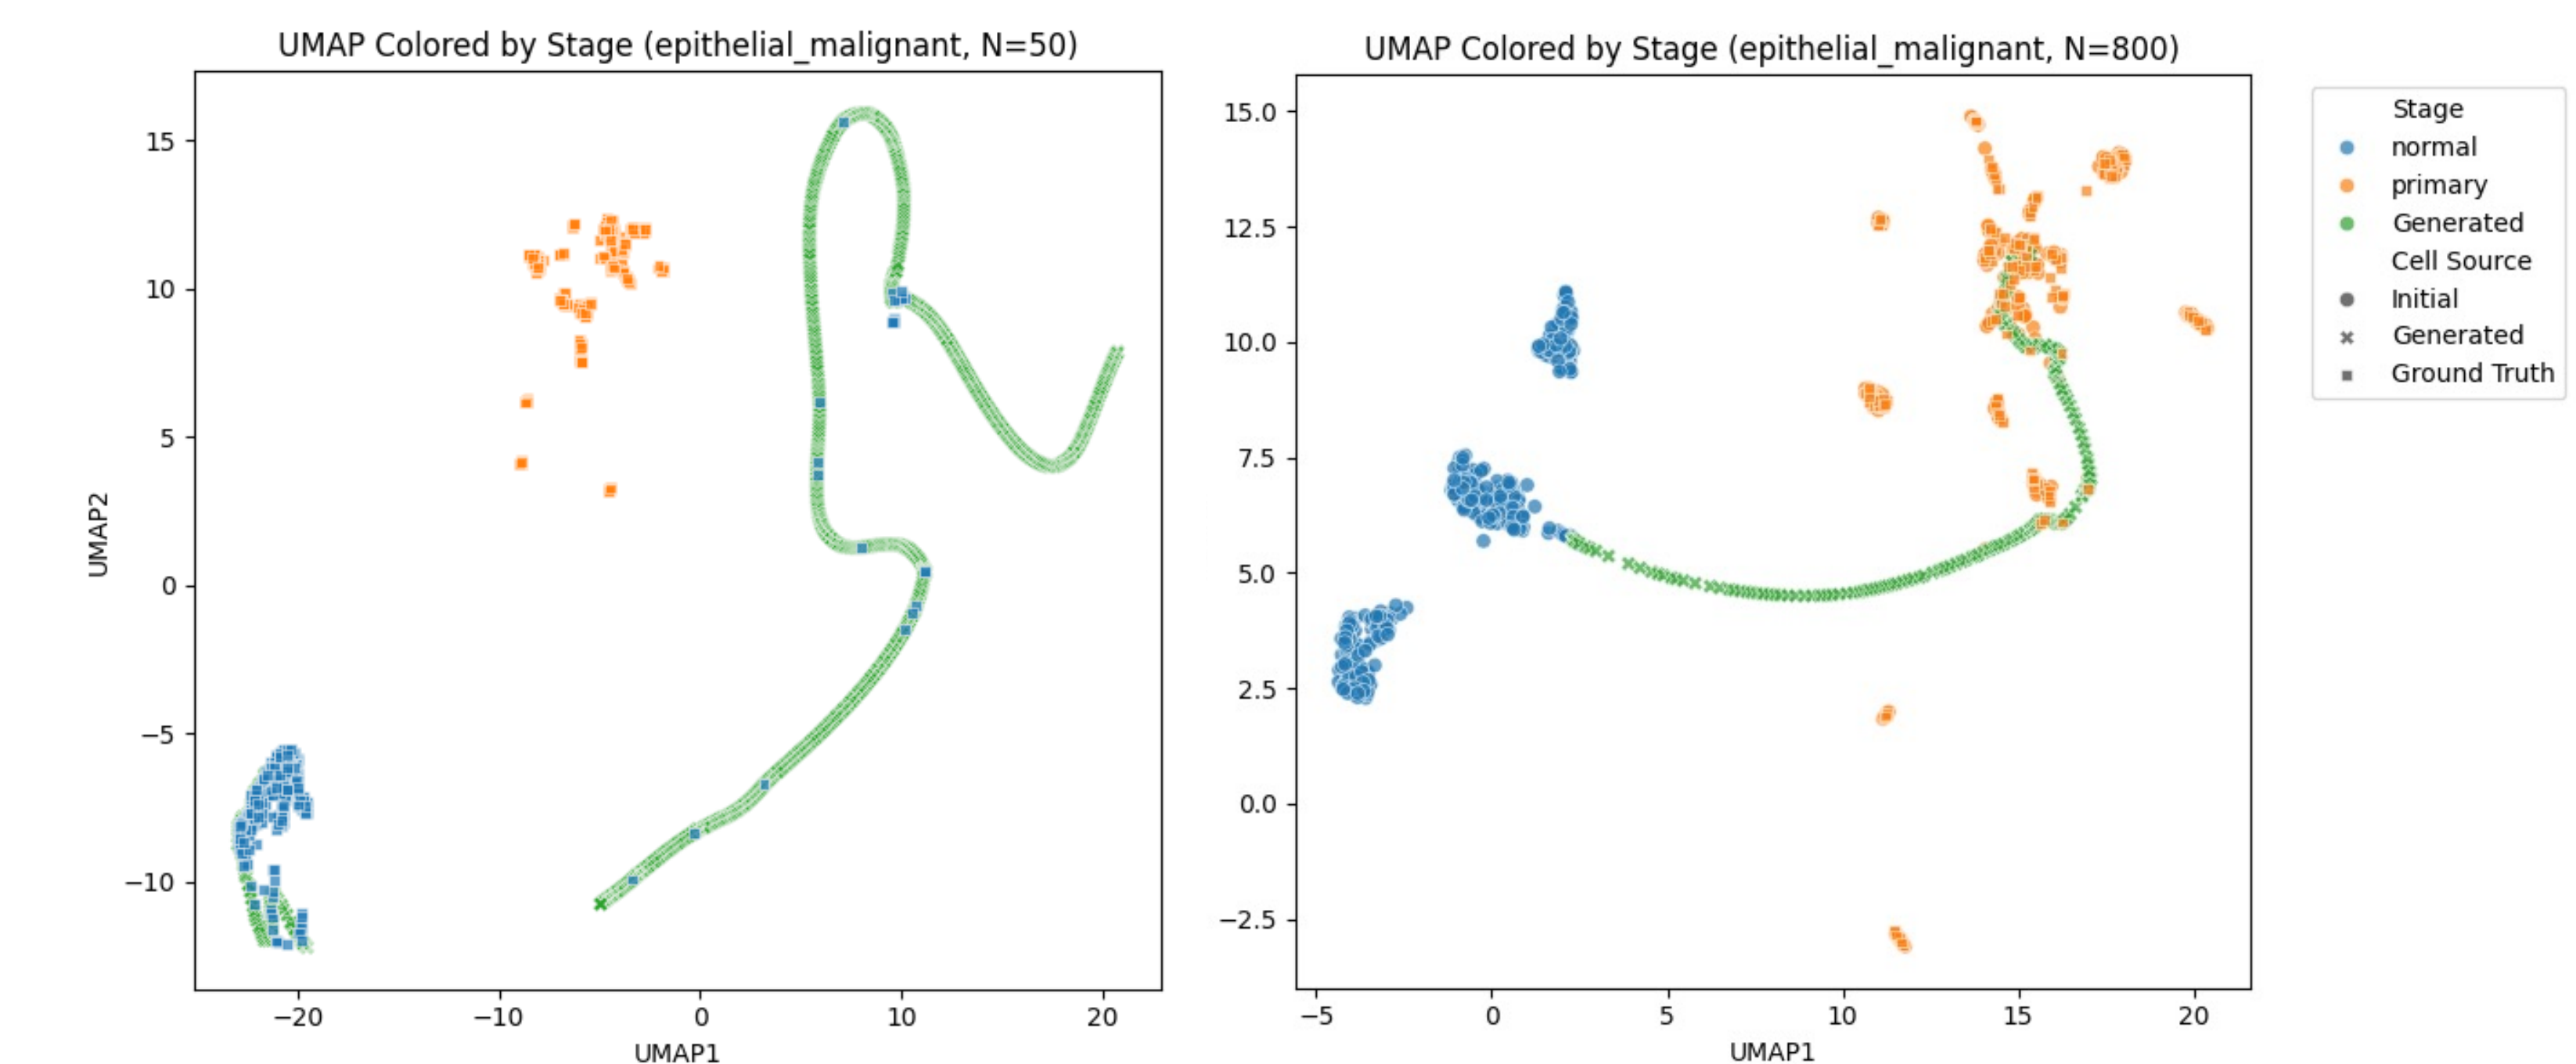 UMAP Colored by Stage (epithelial_malignant, N=50)
15
10
5
0
−5
−10
UMAP2
−20
−10
0
10
20
UMAP1
UMAP Colored by Stage (epithelial_malignant, N=800)
15.0
12.5
10.0
7.5
5.0
2.5
0.0
−2.5
−5
0
5
10
15
20
UMAP1
Stage
normal
primary
Generated
Cell Source
Initial
Generated
Ground Truth